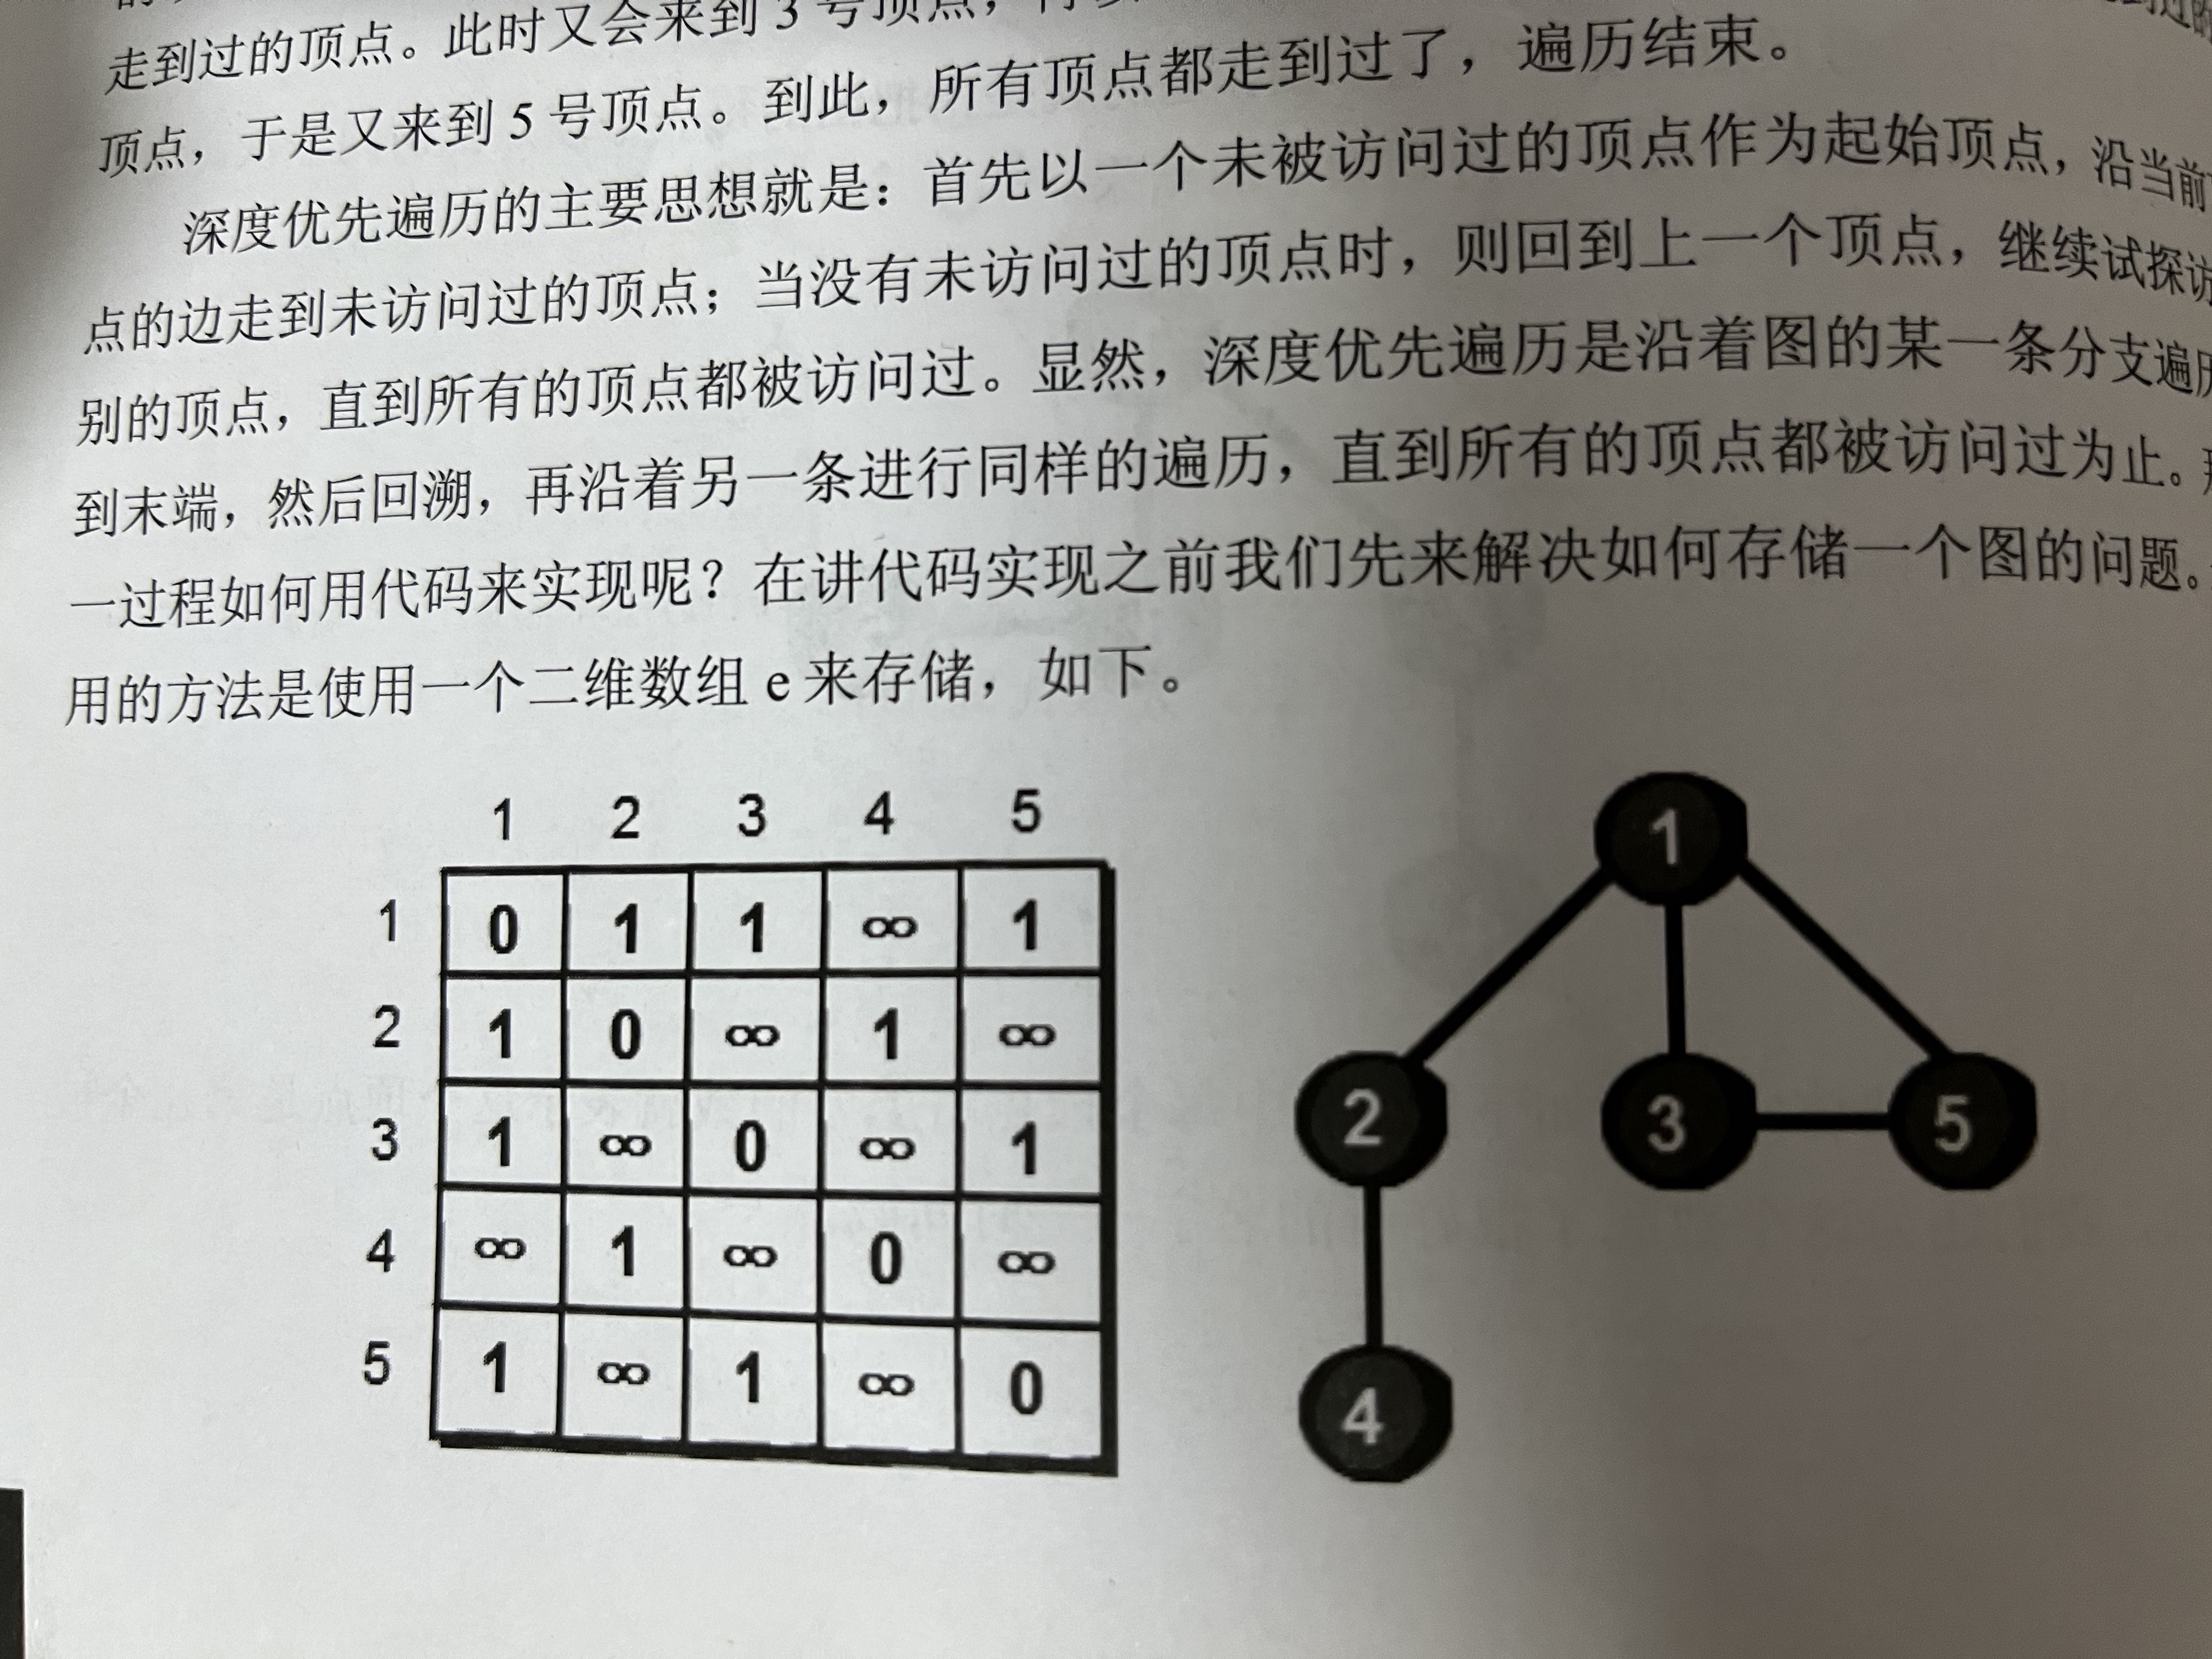 走到过的顶点。此时又会来到 3 号顶点，
顶点，于是又来到 5 号顶点。到此，所有顶点都走到过了，遍历结束。
深度优先遍历的主要思想就是：首先以一个未被访问过的顶点作为起始顶点，沿当前
点的边走到未访问过的顶点；当没有未访问过的顶点时，则回到上一个顶点，继续试探访
别的顶点，直到所有的顶点都被访问过。显然，深度优先遍历是沿着图的某一条分支遍历
到末端，然后回溯，再沿着另一条进行同样的遍历，直到所有的顶点都被访问过为止。
一过程如何用代码来实现呢？在讲代码实现之前我们先来解决如何存储一个图的问题。
用的方法是使用一个二维数组 e 来存储，如下。
1 2 3 4 5
1 0 1 1 ∞ 1
2 1 0 ∞ 1 ∞
3 1 ∞ 0 ∞ 1
4 ∞ 1 ∞ 0 ∞
5 1 ∞ 1 ∞ 0
1
2 3 5
4